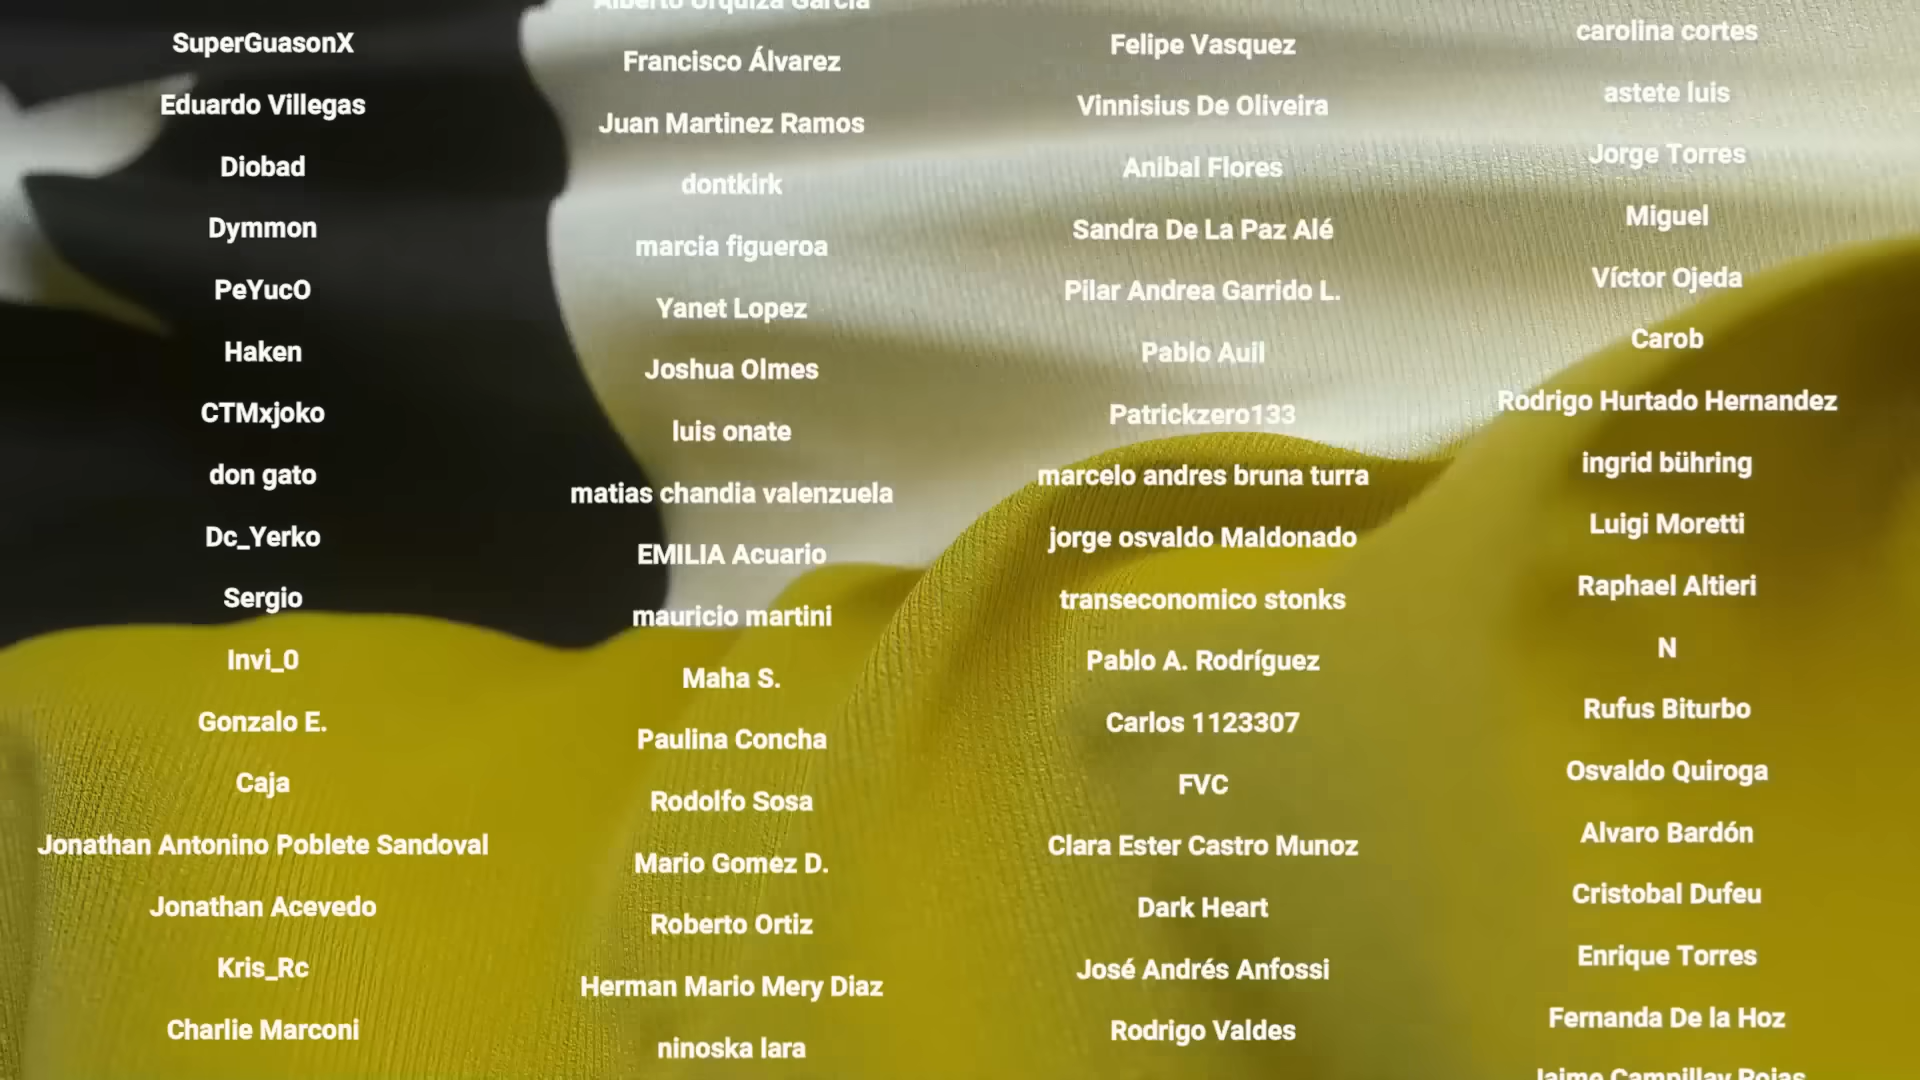 SuperGuasonX
Eduardo Villegas
Diobad
Dymmon
PeYucO
Haken
CTMxjoko
don gato
Dc_Yerko
Sergio
Invi_0
Gonzalo E.
Caja
Jonathan Antonino Poblete Sandoval
Jonathan Acevedo
Kris_Rc
Charlie Marconi
Alberto Urquiza García
Francisco Álvarez
Juan Martinez Ramos
dontkirk
marcia figueroa
Yanet Lopez
Joshua Olmes
luis onate
matias chandia valenzuela
EMILIA Acuario
mauricio martini
Maha S.
Paulina Concha
Rodolfo Sosa
Mario Gomez D.
Roberto Ortiz
Herman Mario Mery Diaz
ninoska lara
Felipe Vasquez
Vinnisius De Oliveira
Anibal Flores
Sandra De La Paz Alé
Pilar Andrea Garrido L.
Pablo Auil
Patrickzero133
marcelo andres bruna turra
jorge osvaldo Maldonado
transeconomico stonks
Pablo A. Rodríguez
Carlos 1123307
FVC
Clara Ester Castro Munoz
Dark Heart
José Andrés Anfossi
Rodrigo Valdes
carolina cortes
astete luis
Jorge Torres
Miguel
Víctor Ojeda
Carob
Rodrigo Hurtado Hernandez
ingrid bühring
Luigi Moretti
Raphael Altieri
N
Rufus Biturbo
Osvaldo Quiroga
Alvaro Bardón
Cristobal Dufeu
Enrique Torres
Fernanda De la Hoz
Jaime Campillay Rojas